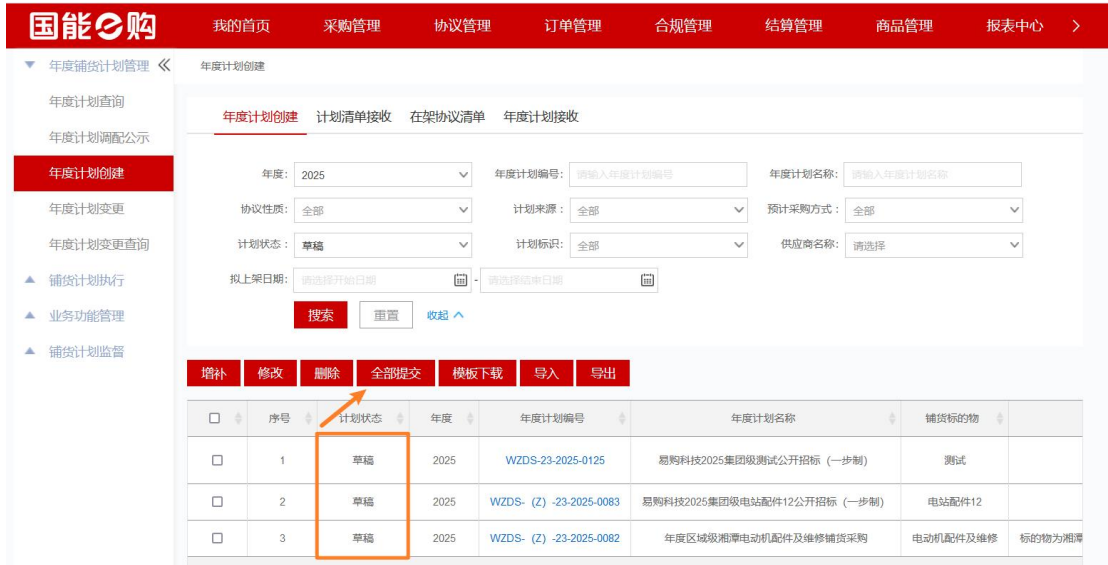 国能e购 我的首页 采购管理 协议管理 订单管理 合规管理 结算管理 商品管理 报表中心
年度铺货计划管理 年度计划创建
年度计划查询
年度计划调配公示
年度计划创建
年度计划变更
年度计划变更查询
铺货计划执行
业务功能管理
铺货计划监督
年度计划创建 计划清单接收 在架协议清单 年度计划接收
年度: 2025 年度计划编号: 请输入年度计划编号 年度计划名称: 请输入年度计划名称
协议性质: 全部 计划来源: 全部 预计采购方式: 全部
计划状态: 草稿 计划标识: 全部 供应商名称: 请选择
拟上架日期: 请选择开始日期 - 请选择结束日期
搜索 重置 收起
增补 修改 删除 全部提交 模板下载 导入 导出
序号 计划状态 年度 年度计划编号 年度计划名称 铺货标的物
1 草稿 2025 WZDS-23-2025-0125 易购科技2025集团级测试公开招标（一步制） 测试
2 草稿 2025 WZDS-（Z）-23-2025-0083 易购科技2025集团级电站配件12公开招标（一步制） 电站配件12
3 草稿 2025 WZDS-（Z）-23-2025-0082 年度区域级湘潭电动机配件及维修铺货采购 电动机配件及维修 标的物为湘潭